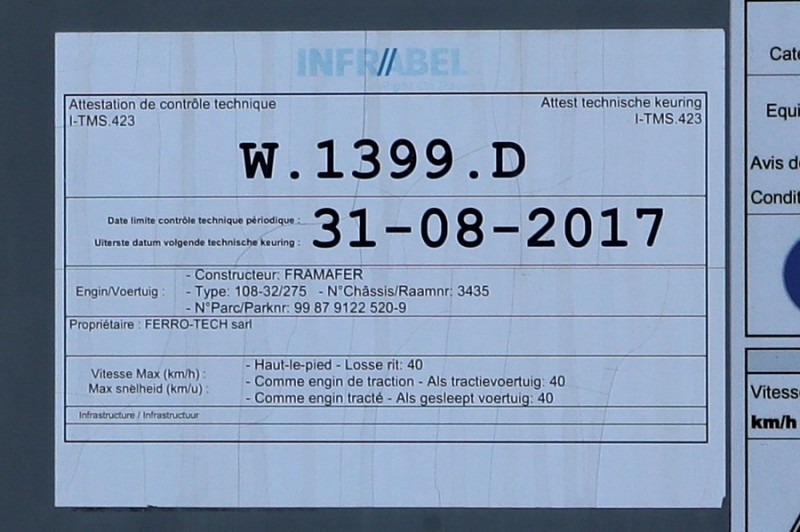 INFR//ABEL
Attestation de contrôle technique
I-TMS.423
Attest technische keuring
I-TMS.423
W.1399.D
Date limite contrôle technique pèriodique :
Uiterste datum volgende technische keuring :
31-08-2017
Engin/Voertuig :
- Constructeur: FRAMAFER
- Type: 108-32/275 - N°Châssis/Raamnr: 3435
- N°Parc/Parknr: 99 87 9122 520-9
Propriétaire : FERRO-TECH sarl
Vitesse Max (km/h) :
Max snèlheid (km/u) :
- Haut-le-pied - Losse rit: 40
- Comme engin de traction - Als tractievoertuig: 40
- Comme engin tracté - Als gesleept voertuig: 40
Infrastructure / Infrastructuur
Equi
Avis d
Condit
Vitess
km/h